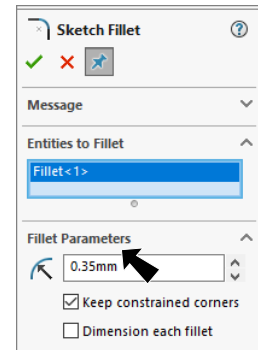 Sketch Fillet
Message
Entities to Fillet
Fillet<1>
Fillet Parameters
0.35mm
Keep constrained corners
Dimension each fillet